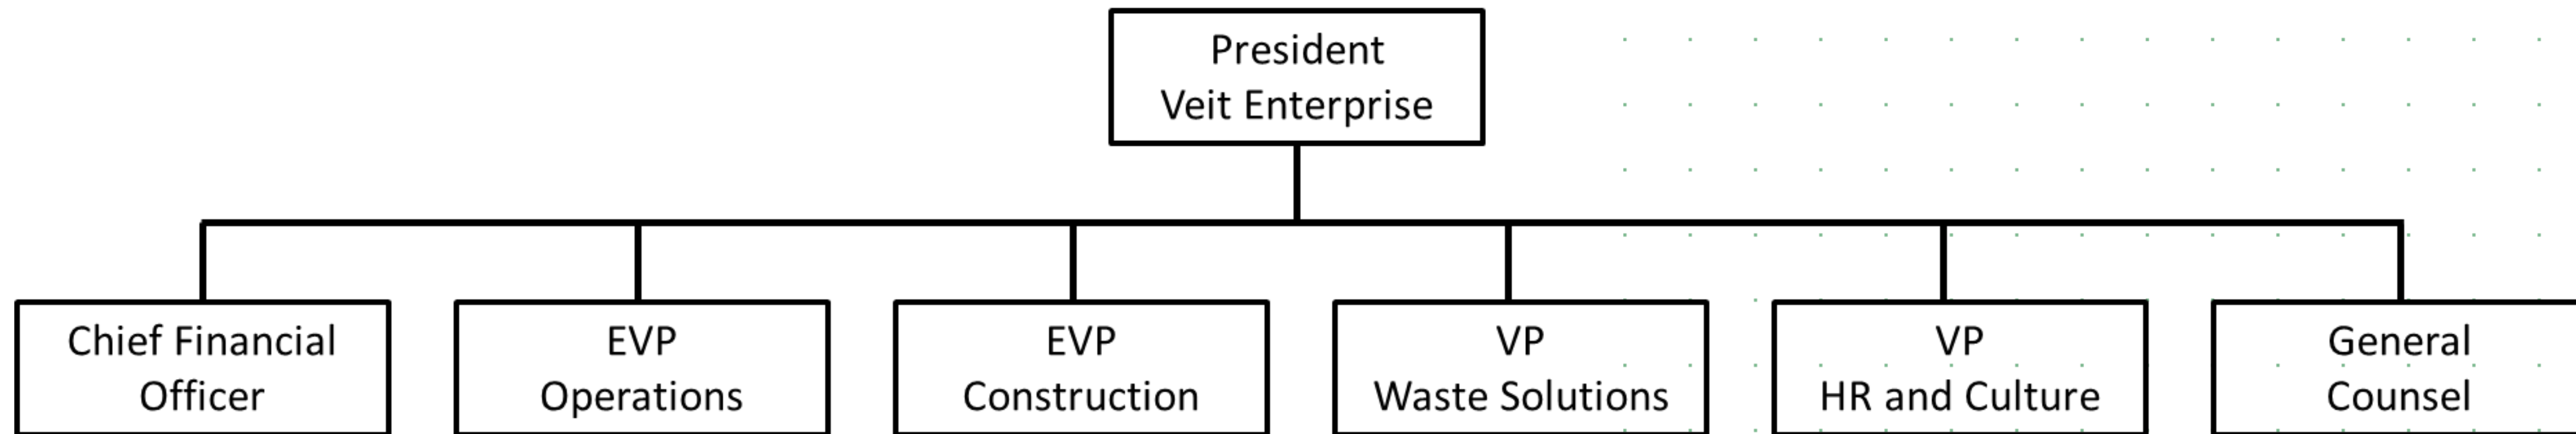 President
Veit Enterprise
Chief Financial
Officer
EVP
Operations
EVP
Construction
VP
Waste Solutions
VP
HR and Culture
General
Counsel